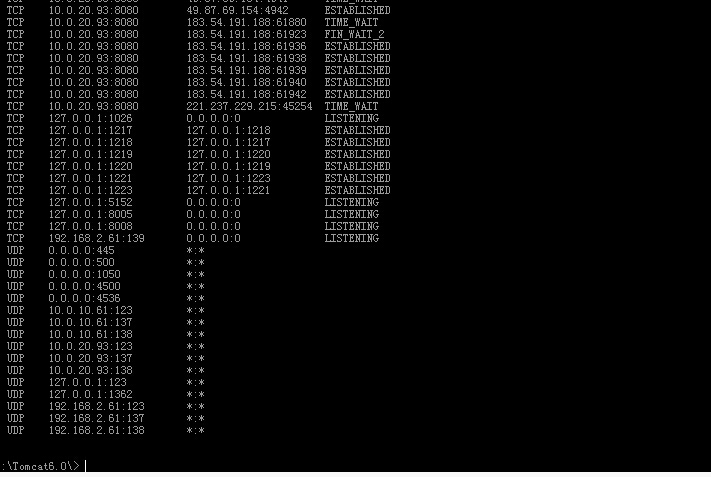 TCP 10.0.20.93:8080 49.87.69.154:4942 ESTABLISHED
TCP 10.0.20.93:8080 183.54.191.188:61880 TIME_WAIT
TCP 10.0.20.93:8080 183.54.191.188:61923 FIN_WAIT_2
TCP 10.0.20.93:8080 183.54.191.188:61936 ESTABLISHED
TCP 10.0.20.93:8080 183.54.191.188:61938 ESTABLISHED
TCP 10.0.20.93:8080 183.54.191.188:61939 ESTABLISHED
TCP 10.0.20.93:8080 183.54.191.188:61940 ESTABLISHED
TCP 10.0.20.93:8080 183.54.191.188:61942 ESTABLISHED
TCP 10.0.20.93:8080 221.237.229.215:45254 TIME_WAIT
TCP 127.0.0.1:1026 0.0.0.0:0 LISTENING
TCP 127.0.0.1:1217 127.0.0.1:1218 ESTABLISHED
TCP 127.0.0.1:1218 127.0.0.1:1217 ESTABLISHED
TCP 127.0.0.1:1219 127.0.0.1:1220 ESTABLISHED
TCP 127.0.0.1:1220 127.0.0.1:1219 ESTABLISHED
TCP 127.0.0.1:1221 127.0.0.1:1223 ESTABLISHED
TCP 127.0.0.1:1223 127.0.0.1:1221 ESTABLISHED
TCP 127.0.0.1:5152 0.0.0.0:0 LISTENING
TCP 127.0.0.1:8005 0.0.0.0:0 LISTENING
TCP 127.0.0.1:8008 0.0.0.0:0 LISTENING
TCP 192.168.2.61:139 0.0.0.0:0 LISTENING
UDP 0.0.0.0:445 *:*
UDP 0.0.0.0:500 *:*
UDP 0.0.0.0:1050 *:*
UDP 0.0.0.0:4500 *:*
UDP 0.0.0.0:4536 *:*
UDP 10.0.10.61:123 *:*
UDP 10.0.10.61:137 *:*
UDP 10.0.10.61:138 *:*
UDP 10.0.20.93:123 *:*
UDP 10.0.20.93:137 *:*
UDP 10.0.20.93:138 *:*
UDP 127.0.0.1:123 *:*
UDP 127.0.0.1:1362 *:*
UDP 192.168.2.61:123 *:*
UDP 192.168.2.61:137 *:*
UDP 192.168.2.61:138 *:*
:\Tomcat6.0\>